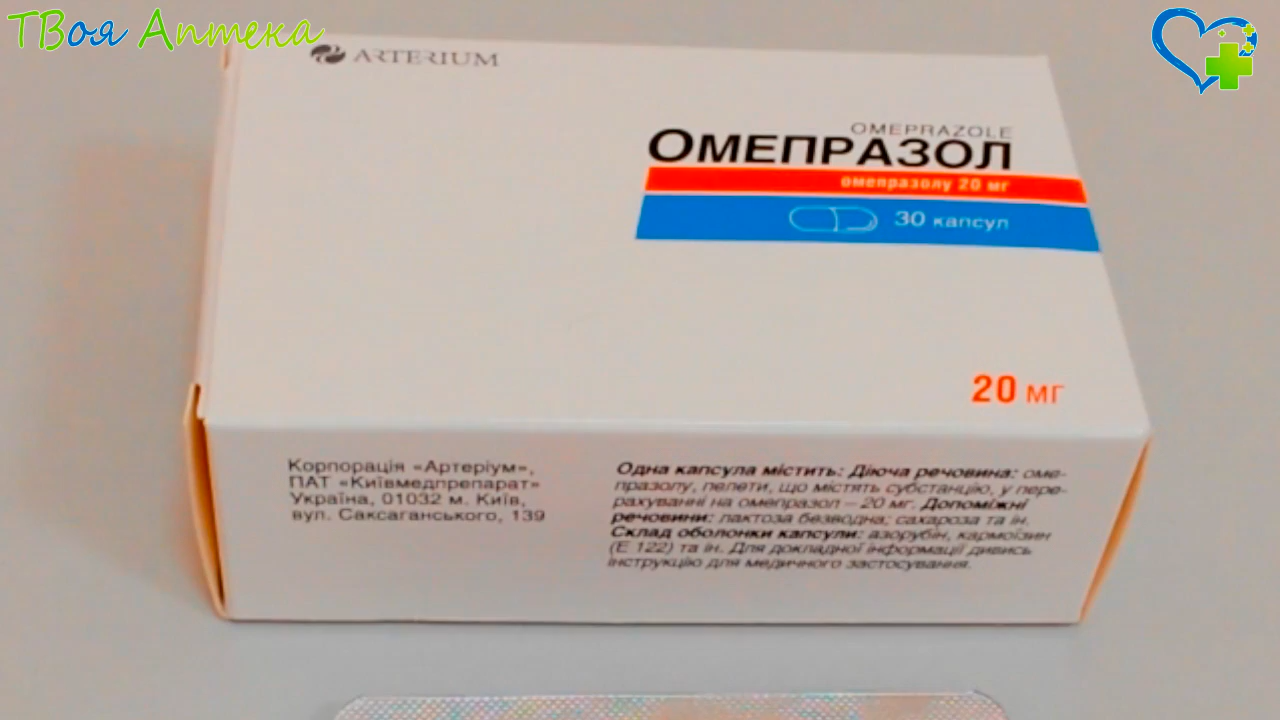 ТВоя Аптека
ARTERIUM
OMEPRAZOLE
ОМЕПРАЗОЛ
омепразолу 20 мг
30 капсул
20 мг
Корпорація «Артеріум»,
ПАТ «Київмедпрепарат»
Україна, 01032 м. Київ,
вул. Саксаганського, 139
Одна капсула містить: Діюча речовина: оме-
празолу, пелети, що містять субстанцію, у пере-
рахуванні на омепразол – 20 мг. Допоміжні
речовини: лактоза безводна; сахароза та ін.
Склад оболонки капсули: азорубін, кармоїзин
(Е 122) та ін. Для докладної інформації дивись
інструкцію для медичного застосування.